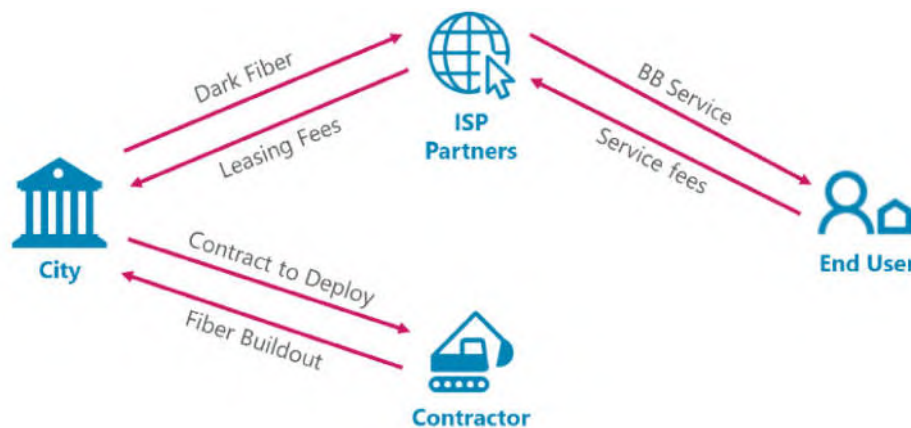 Dark Fiber
Leasing Fees
ISP
Partners
BB Service
Service fees
City
End User
Contract to Deploy
Fiber Buildout
Contractor